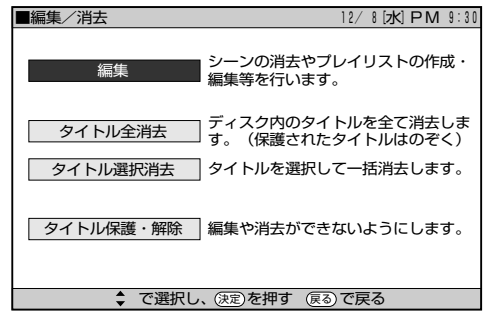 ■編集／消去 12/ 8[水] PM 9:30
編集
シーンの消去やプレイリストの作成・
編集等を行います。
タイトル全消去
ディスク内のタイトルを全て消去しま
す。（保護されたタイトルはのぞく）
タイトル選択消去
タイトルを選択して一括消去します。
タイトル保護・解除
編集や消去ができないようにします。
で選択し、決定を押す 戻るで戻る